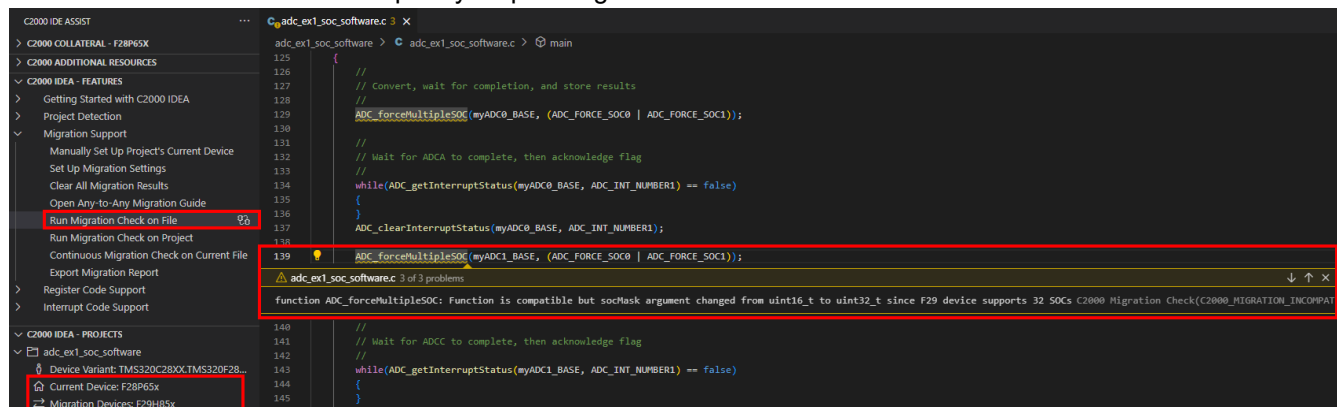 C2000 IDE ASSIST ...
> C2000 COLLATERAL - F28P65X
> C2000 ADDITIONAL RESOURCES
C2000 IDEA - FEATURES
> Getting Started with C2000 IDEA
> Project Detection
Migration Support
Manually Set Up Project's Current Device
Set Up Migration Settings
Clear All Migration Results
Open Any-to-Any Migration Guide
Run Migration Check on File
Run Migration Check on Project
Continuous Migration Check on Current File
Export Migration Report
> Register Code Support
> Interrupt Code Support
C2000 IDEA - PROJECTS
adc_ex1_soc_software
Device Variant: TMS320C28XX.TMS320F28...
Current Device: F28P65x
Migration Devices: F29H85x
adc_ex1_soc_software.c 3 ×
adc_ex1_soc_software > C adc_ex1_soc_software.c > main
125 {
126 //
127 // Convert, wait for completion, and store results
128 //
129 ADC_forceMultipleSOC(myADC0_BASE, (ADC_FORCE_SOC0 | ADC_FORCE_SOC1));
130
131 //
132 // Wait for ADCA to complete, then acknowledge flag
133 //
134 while(ADC_getInterruptStatus(myADC0_BASE, ADC_INT_NUMBER1) == false)
135 {
136 }
137 ADC_clearInterruptStatus(myADC0_BASE, ADC_INT_NUMBER1);
138
139 ADC_forceMultipleSOC(myADC1_BASE, (ADC_FORCE_SOC0 | ADC_FORCE_SOC1));
adc_ex1_soc_software.c 3 of 3 problems
function ADC_forceMultipleSOC: Function is compatible but socMask argument changed from uint16_t to uint32_t since F29 device supports 32 SOCs C2000 Migration Check(C2000_MIGRATION_INCOMPAT
140 //
141 // Wait for ADCC to complete, then acknowledge flag
142 //
143 while(ADC_getInterruptStatus(myADC1_BASE, ADC_INT_NUMBER1) == false)
144 {
145 }